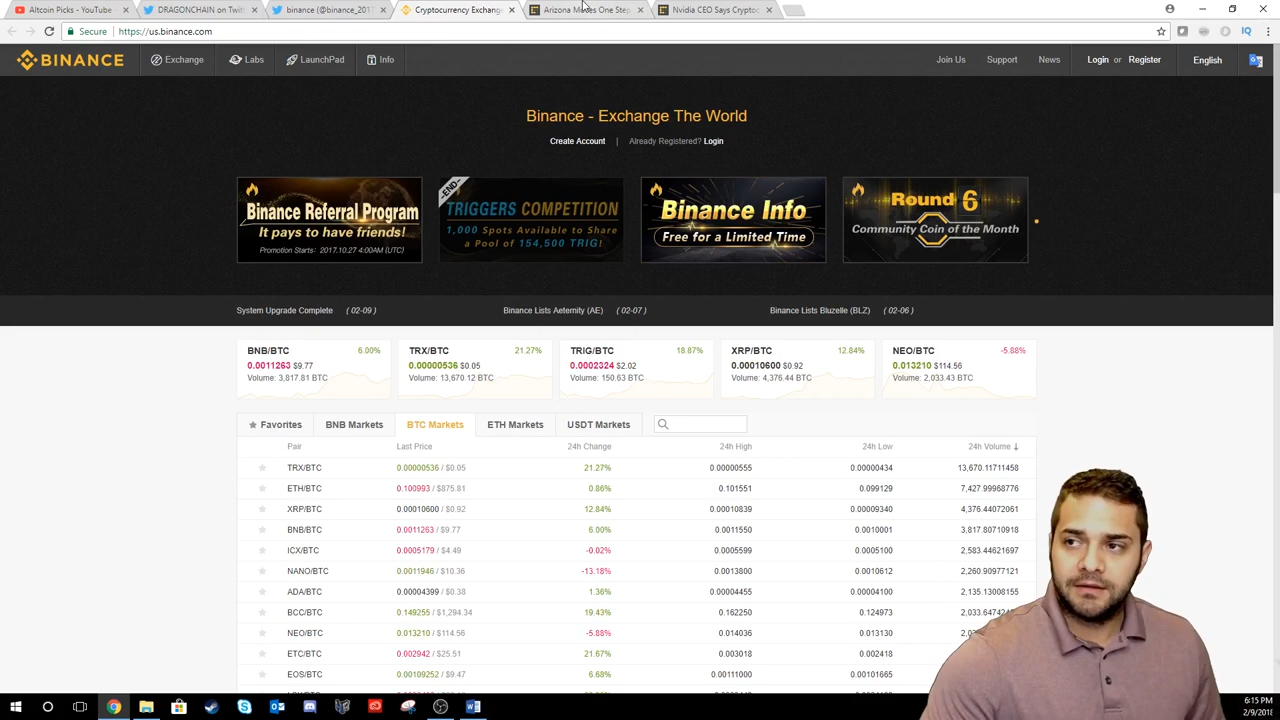 Altcoin Picks - YouTube
DRAGONCHAIN on Twitt
binance (@binance_2017
Cryptocurrency Exchange
Arizona Moves One Step
Nvidia CEO Says Cryptoc
Secure https://us.binance.com
BINANCE Exchange Labs LaunchPad Info Join Us Support News Login or Register English
Binance - Exchange The World
Create Account | Already Registered? Login
Binance Referral Program
It pays to have friends!
Promotion Starts: 2017.10.27 4:00AM (UTC)
END
TRIGGERS COMPETITION
1,000 Spots Available to Share
a Pool of 154,500 TRIG!
Binance Info
Free for a Limited Time
Round 6
Community Coin of the Month
System Upgrade Complete ( 02-09 ) Binance Lists Aeternity (AE) ( 02-07 ) Binance Lists Bluzelle (BLZ) ( 02-06 )
BNB/BTC 6.00%
0.0011263 $9.77
Volume: 3,817.81 BTC
TRX/BTC 21.27%
0.00000536 $0.05
Volume: 13,670.12 BTC
TRIG/BTC 18.87%
0.0002324 $2.02
Volume: 150.63 BTC
XRP/BTC 12.84%
0.00010600 $0.92
Volume: 4,376.44 BTC
NEO/BTC -5.88%
0.013210 $114.56
Volume: 2,033.43 BTC
Favorites BNB Markets BTC Markets ETH Markets USDT Markets
Pair Last Price 24h Change 24h High 24h Low 24h Volume
TRX/BTC 0.00000536 / $0.05 21.27% 0.00000555 0.00000434 13,670.11711458
ETH/BTC 0.100993 / $875.81 0.86% 0.101551 0.099129 7,427.99968776
XRP/BTC 0.00010600 / $0.92 12.84% 0.00010839 0.00009340 4,376.44072061
BNB/BTC 0.0011263 / $9.77 6.00% 0.0011550 0.0010001 3,817.80710918
ICX/BTC 0.0005179 / $4.49 -0.02% 0.0005599 0.0005100 2,583.44621697
NANO/BTC 0.0011946 / $10.36 -13.18% 0.0013800 0.0010612 2,260.90977121
ADA/BTC 0.00004399 / $0.38 1.36% 0.00004455 0.00004100 2,135.13008155
BCC/BTC 0.149255 / $1,294.34 19.43% 0.162250 0.124973 2,033.6474
NEO/BTC 0.013210 / $114.56 -5.88% 0.014036 0.013130
ETC/BTC 0.002942 / $25.51 21.67% 0.003018 0.002418
EOS/BTC 0.00109252 / $9.47 6.68% 0.00111000 0.00101665
6:15 PM
2/9/2018